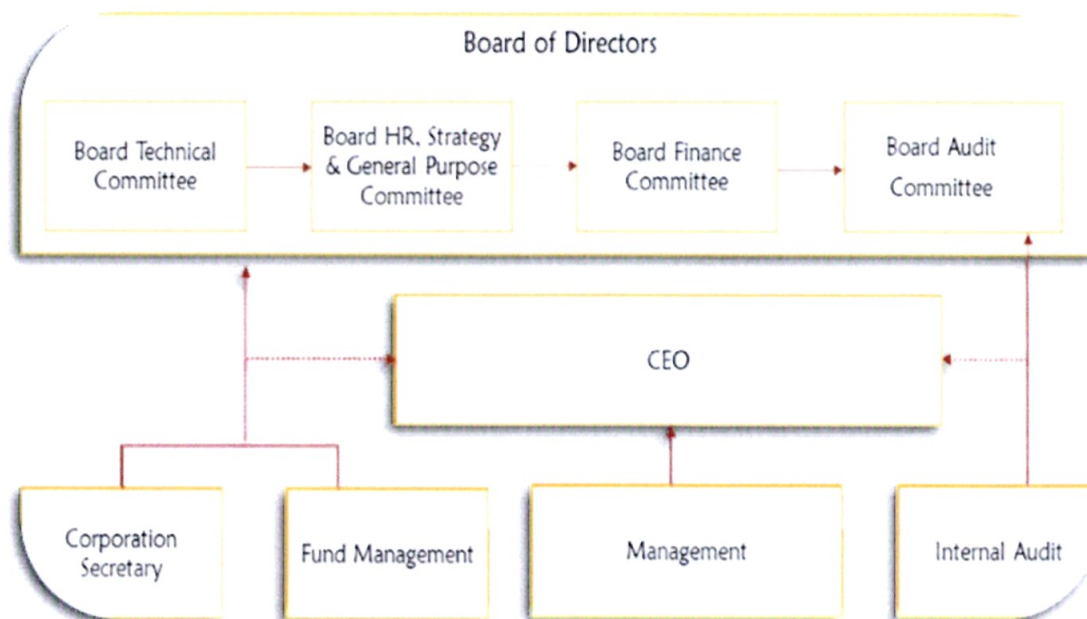 Board of Directors
Board Technical
Committee
Board HR, Strategy
& General Purpose
Committee
Board Finance
Committee
Board Audit
Committee
CEO
Corporation
Secretary
Fund Management
Management
Internal Audit